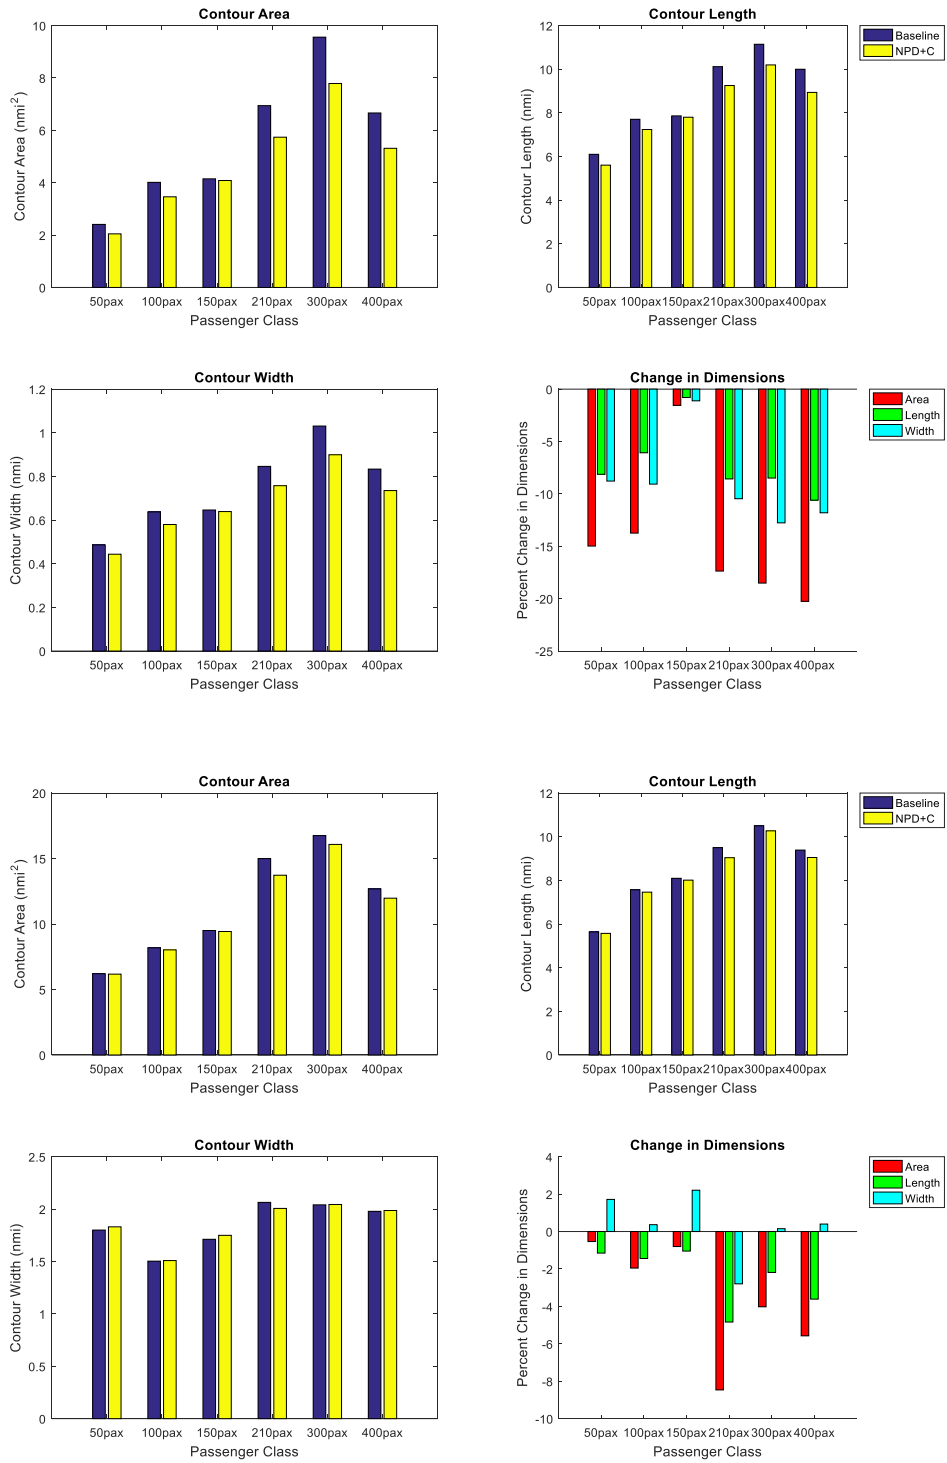 Contour Area
Contour Area (nmi²)
10
8
6
4
2
0
50pax 100pax 150pax 210pax 300pax 400pax
Passenger Class
Contour Length
Contour Length (nmi)
12
10
8
6
4
2
0
50pax 100pax 150pax 210pax 300pax 400pax
Passenger Class
Baseline
NPD+C
Contour Width
Contour Width (nmi)
1.2
1
0.8
0.6
0.4
0.2
0
50pax 100pax 150pax 210pax 300pax 400pax
Passenger Class
Change in Dimensions
Percent Change in Dimensions
0
-5
-10
-15
-20
-25
50pax 100pax 150pax 210pax 300pax 400pax
Passenger Class
Area
Length
Width
Contour Area
Contour Area (nmi²)
20
15
10
5
0
50pax 100pax 150pax 210pax 300pax 400pax
Passenger Class
Contour Length
Contour Length (nmi)
12
10
8
6
4
2
0
50pax 100pax 150pax 210pax 300pax 400pax
Passenger Class
Baseline
NPD+C
Contour Width
Contour Width (nmi)
2.5
2
1.5
1
0.5
0
50pax 100pax 150pax 210pax 300pax 400pax
Passenger Class
Change in Dimensions
Percent Change in Dimensions
4
2
0
-2
-4
-6
-8
-10
50pax 100pax 150pax 210pax 300pax 400pax
Passenger Class
Area
Length
Width